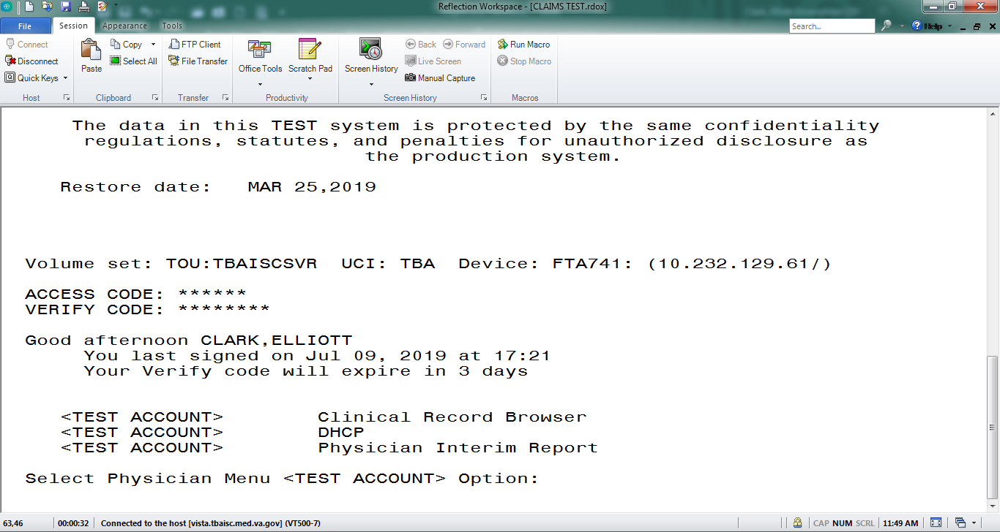 Reflection Workspace - [CLAIMS TEST.rdox]
File Session Appearance Tools Search... Help
Connect
Disconnect
Quick Keys
Host
Paste
Copy
Select All
Clipboard
FTP Client
File Transfer
Transfer
Office Tools
Scratch Pad
Productivity
Screen History
Back Forward
Live Screen
Manual Capture
Screen History
Run Macro
Stop Macro
Macros
The data in this TEST system is protected by the same confidentiality
regulations, statutes, and penalties for unauthorized disclosure as
the production system.
Restore date: MAR 25,2019
Volume set: TOU:TBAISCSVR UCI: TBA Device: FTA741: (10.232.129.61/)
ACCESS CODE: ******
VERIFY CODE: ********
Good afternoon CLARK,ELLIOTT
You last signed on Jul 09, 2019 at 17:21
Your Verify code will expire in 3 days
<TEST ACCOUNT> Clinical Record Browser
<TEST ACCOUNT> DHCP
<TEST ACCOUNT> Physician Interim Report
Select Physician Menu <TEST ACCOUNT> Option:
63,46 00:00:32 Connected to the host [vista.tbaisc.med.va.gov] (VT500-7) CAP NUM SCRL 11:49 AM